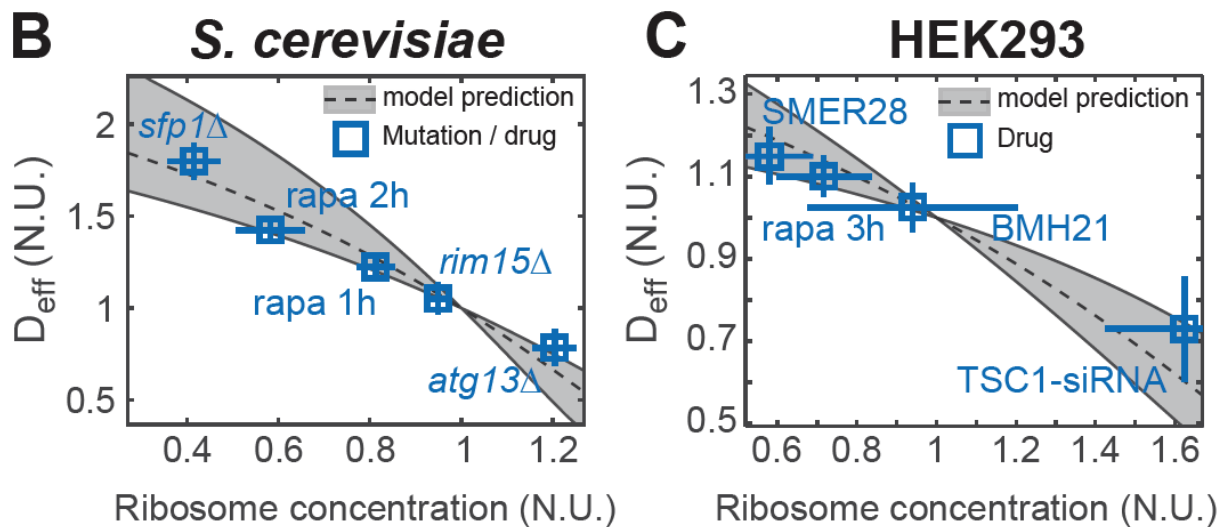 B
S. cerevisiae
model prediction
Mutation / drug
sfp1Δ
rapa 2h
rapa 1h
rim15Δ
atg13Δ
2
1.5
1
0.5
D_eff (N.U.)
0.4
0.6
0.8
1
1.2
Ribosome concentration (N.U.)
C
HEK293
model prediction
Drug
SMER28
rapa 3h
BMH21
TSC1-siRNA
1.3
1.1
0.9
0.7
0.5
D_eff (N.U.)
0.6
0.8
1
1.2
1.4
1.6
Ribosome concentration (N.U.)